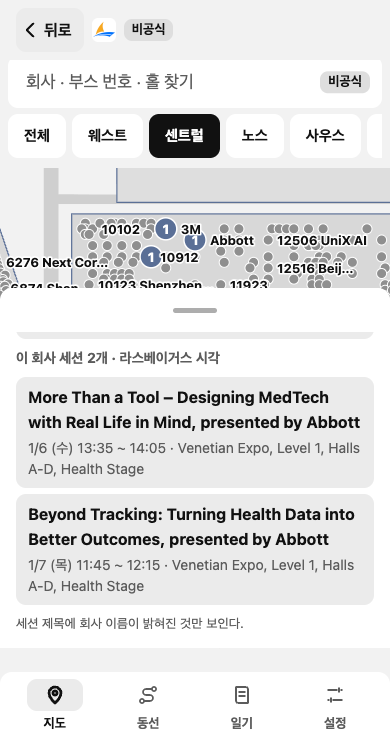 뒤로
비공식
회사 · 부스 번호 · 홀 찾기
비공식
전체
웨스트
센트럴
노스
사우스
10102
1
3M
1
Abbott
12506 UniX AI
6276 Next Cor...
1
10912
12516 Beij...
10123 Shenzhen
11923
이 회사 세션 2개 · 라스베이거스 시각
More Than a Tool – Designing MedTech
with Real Life in Mind, presented by Abbott
1/6 (수) 13:35 ~ 14:05 · Venetian Expo, Level 1, Halls
A-D, Health Stage
Beyond Tracking: Turning Health Data into
Better Outcomes, presented by Abbott
1/7 (목) 11:45 ~ 12:15 · Venetian Expo, Level 1, Halls
A-D, Health Stage
세션 제목에 회사 이름이 밝혀진 것만 보인다.
지도
동선
일기
설정